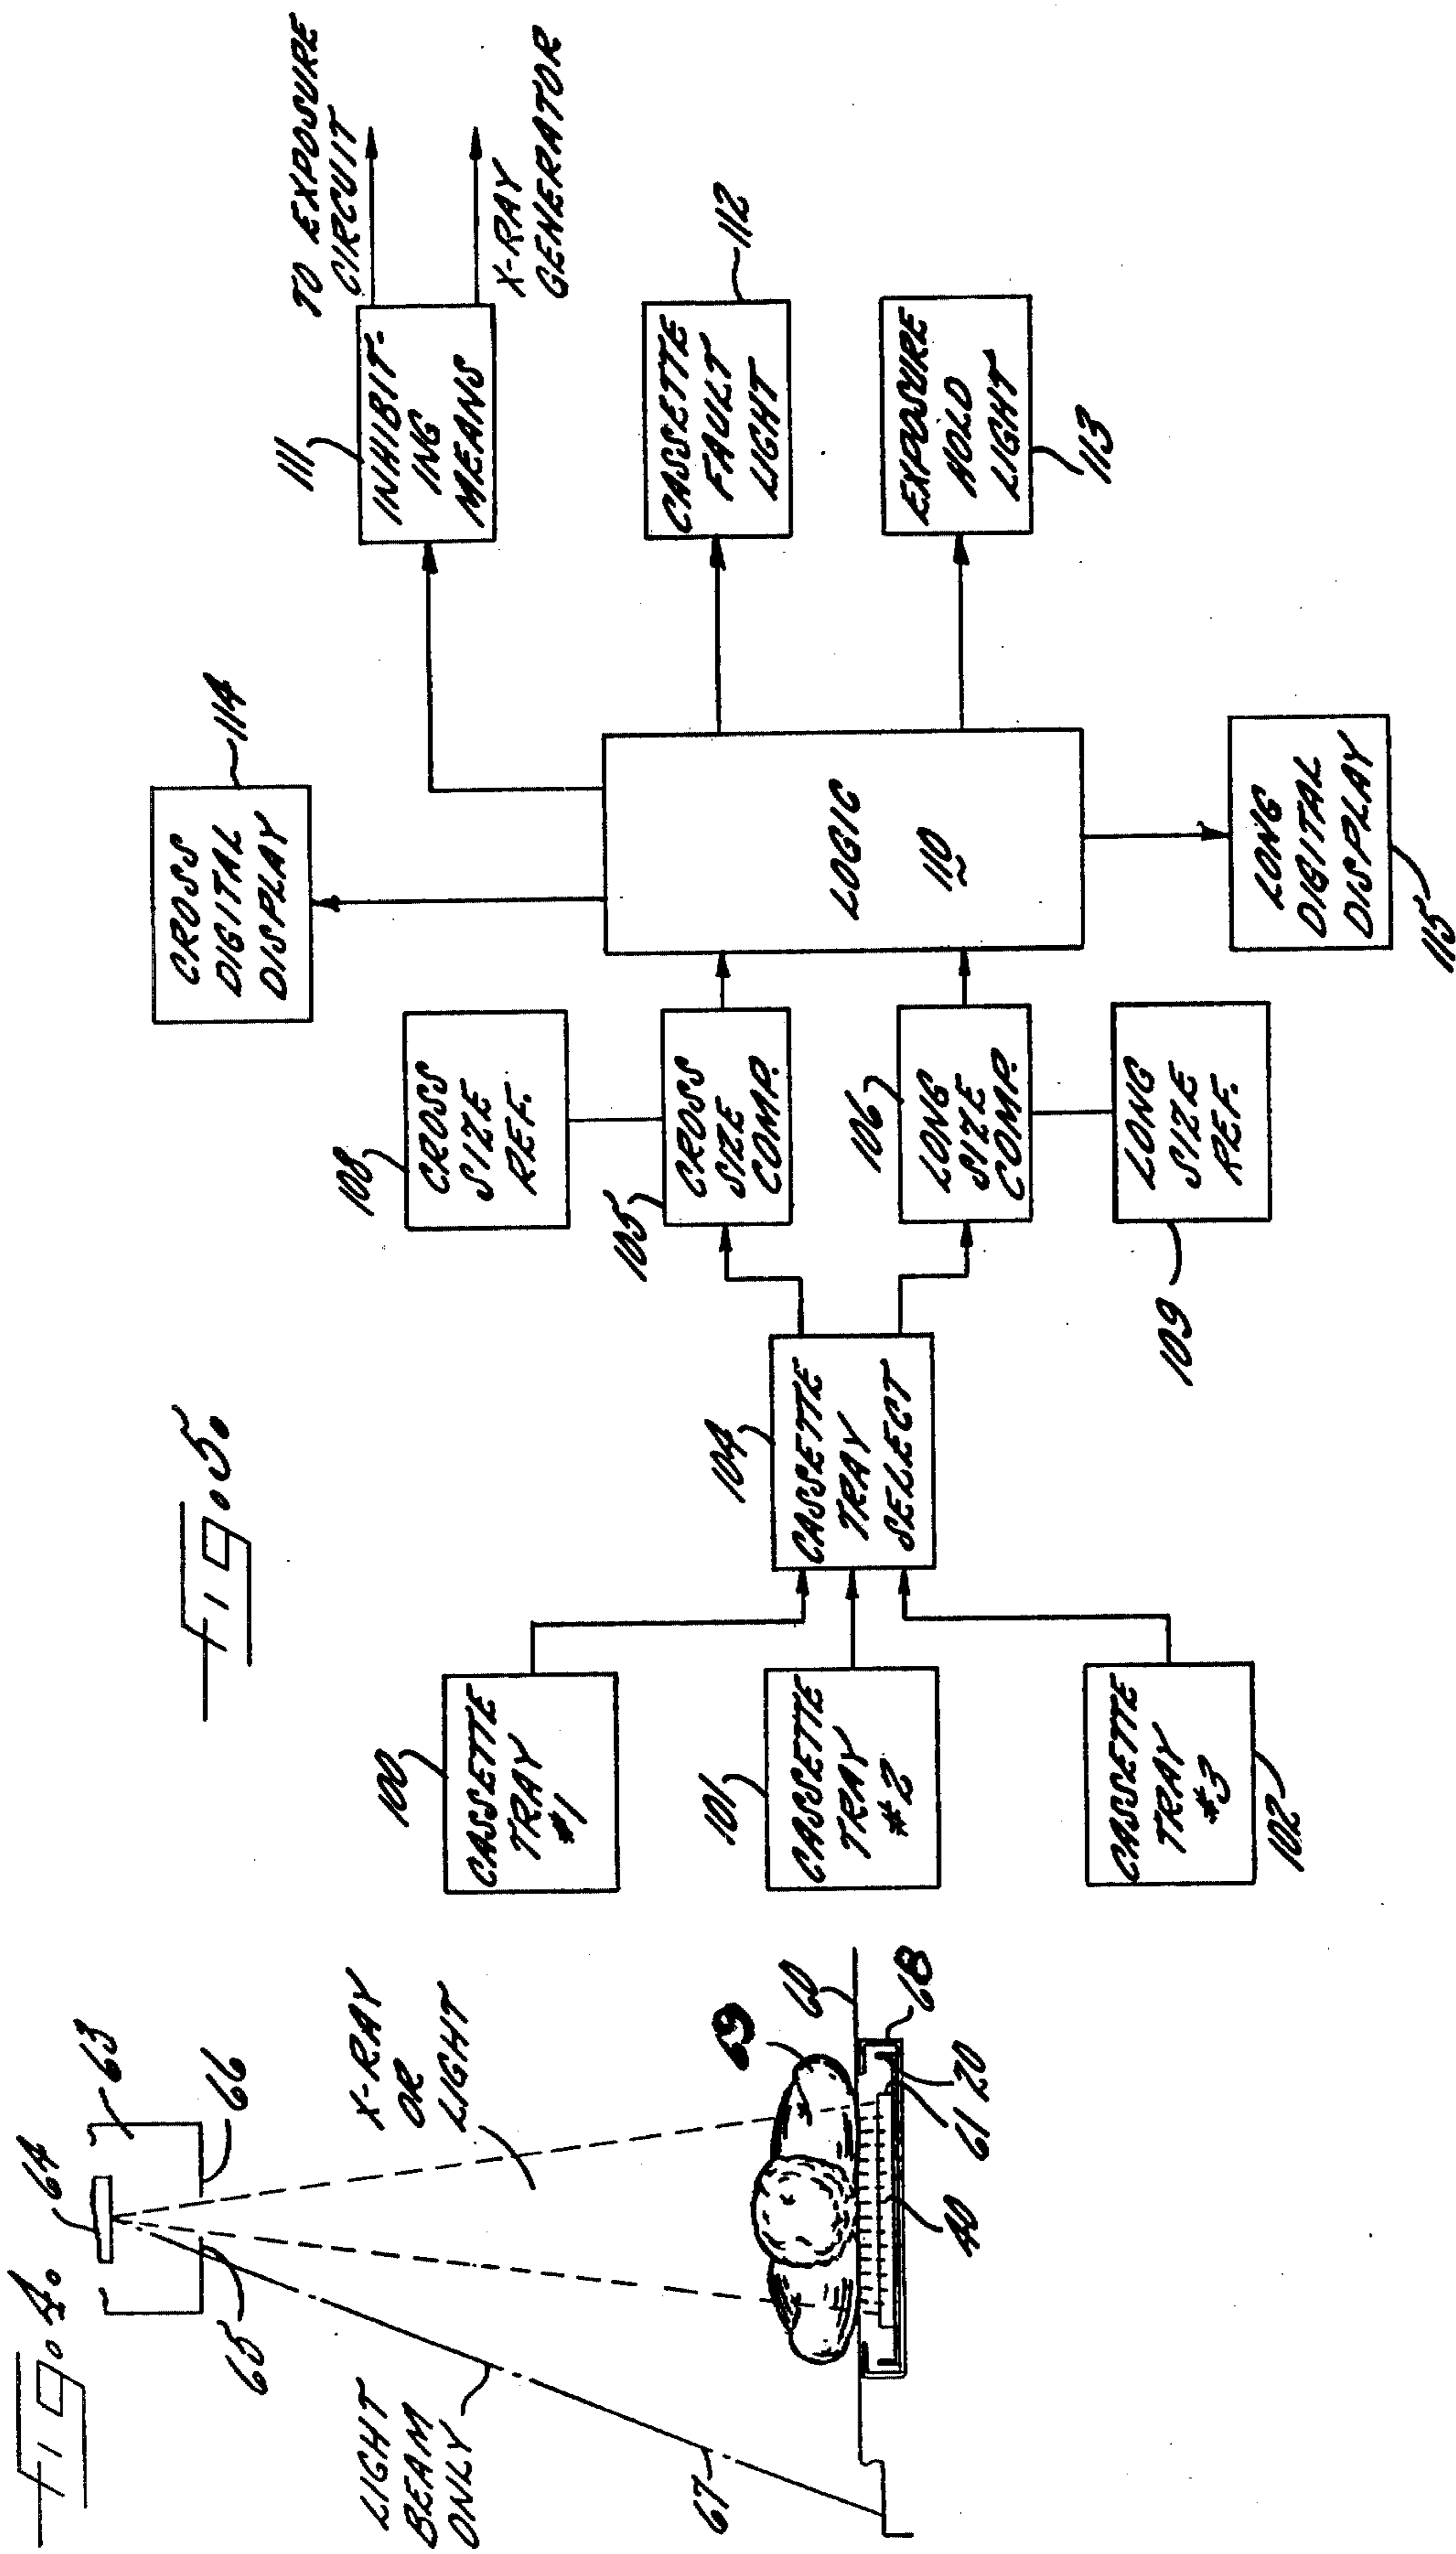 Fig. 4.
64
63
65
66
LIGHT
BEAM
ONLY
X-RAY
OR
LIGHT
67
69
60
68
20
61
40
Fig. 5.
100
CASSETTE
TRAY
#1
101
CASSETTE
TRAY
#2
CASSETTE
TRAY
#3
102
104
CASSETTE
TRAY
SELECT
108
CROSS
SIZE
REF.
105
CROSS
SIZE
COMP.
106
LONG
SIZE
COMP.
LONG
SIZE
REF.
109
CROSS
DIGITAL
DISPLAY
114
LOGIC
110
LONG
DIGITAL
DISPLAY
115
111
INHIBIT-
ING
MEANS
TO EXPOSURE
CIRCUIT
X-RAY
GENERATOR
CASSETTE
FAULT
LIGHT
112
EXPOSURE
HOLD
LIGHT
113